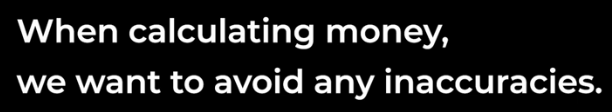 When calculating money,
we want to avoid any inaccuracies.